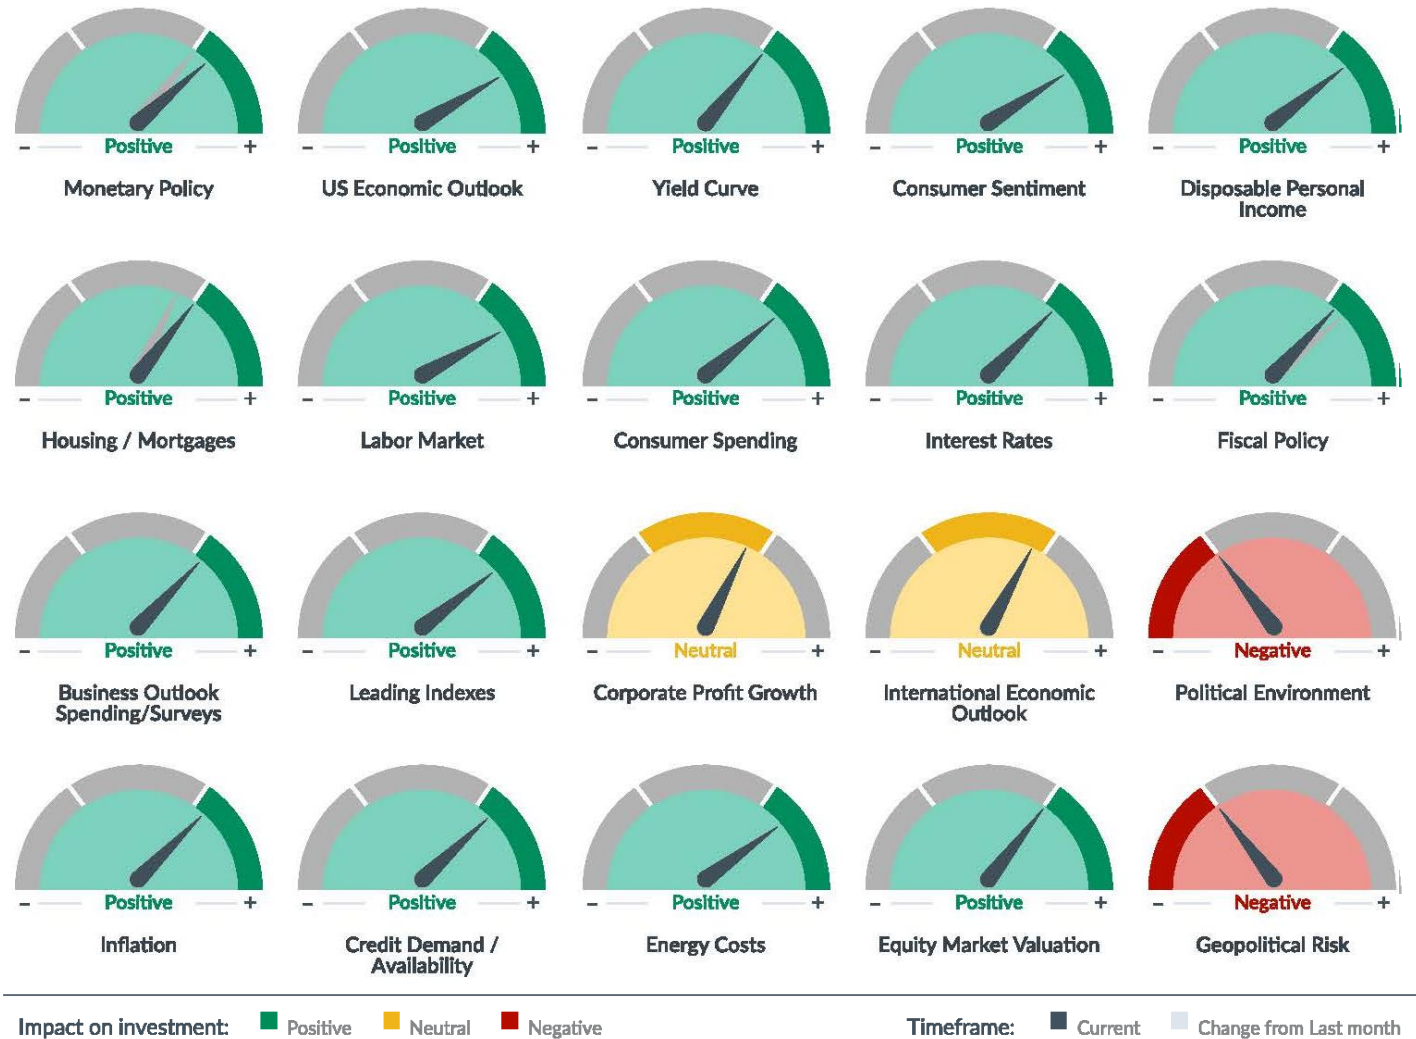 - Positive +
- Positive +
- Positive +
- Positive +
- Positive +
Monetary Policy
US Economic Outlook
Yield Curve
Consumer Sentiment
Disposable Personal
Income
- Positive +
- Positive +
- Positive +
- Positive +
- Positive +
Housing / Mortgages
Labor Market
Consumer Spending
Interest Rates
Fiscal Policy
- Positive +
- Positive +
- Neutral +
- Neutral +
- Negative +
Business Outlook
Spending/Surveys
Leading Indexes
Corporate Profit Growth
International Economic
Outlook
Political Environment
- Positive +
- Positive +
- Positive +
- Positive +
- Negative +
Inflation
Credit Demand /
Availability
Energy Costs
Equity Market Valuation
Geopolitical Risk
Impact on investment: Positive Neutral Negative
Timeframe: Current Change from Last month